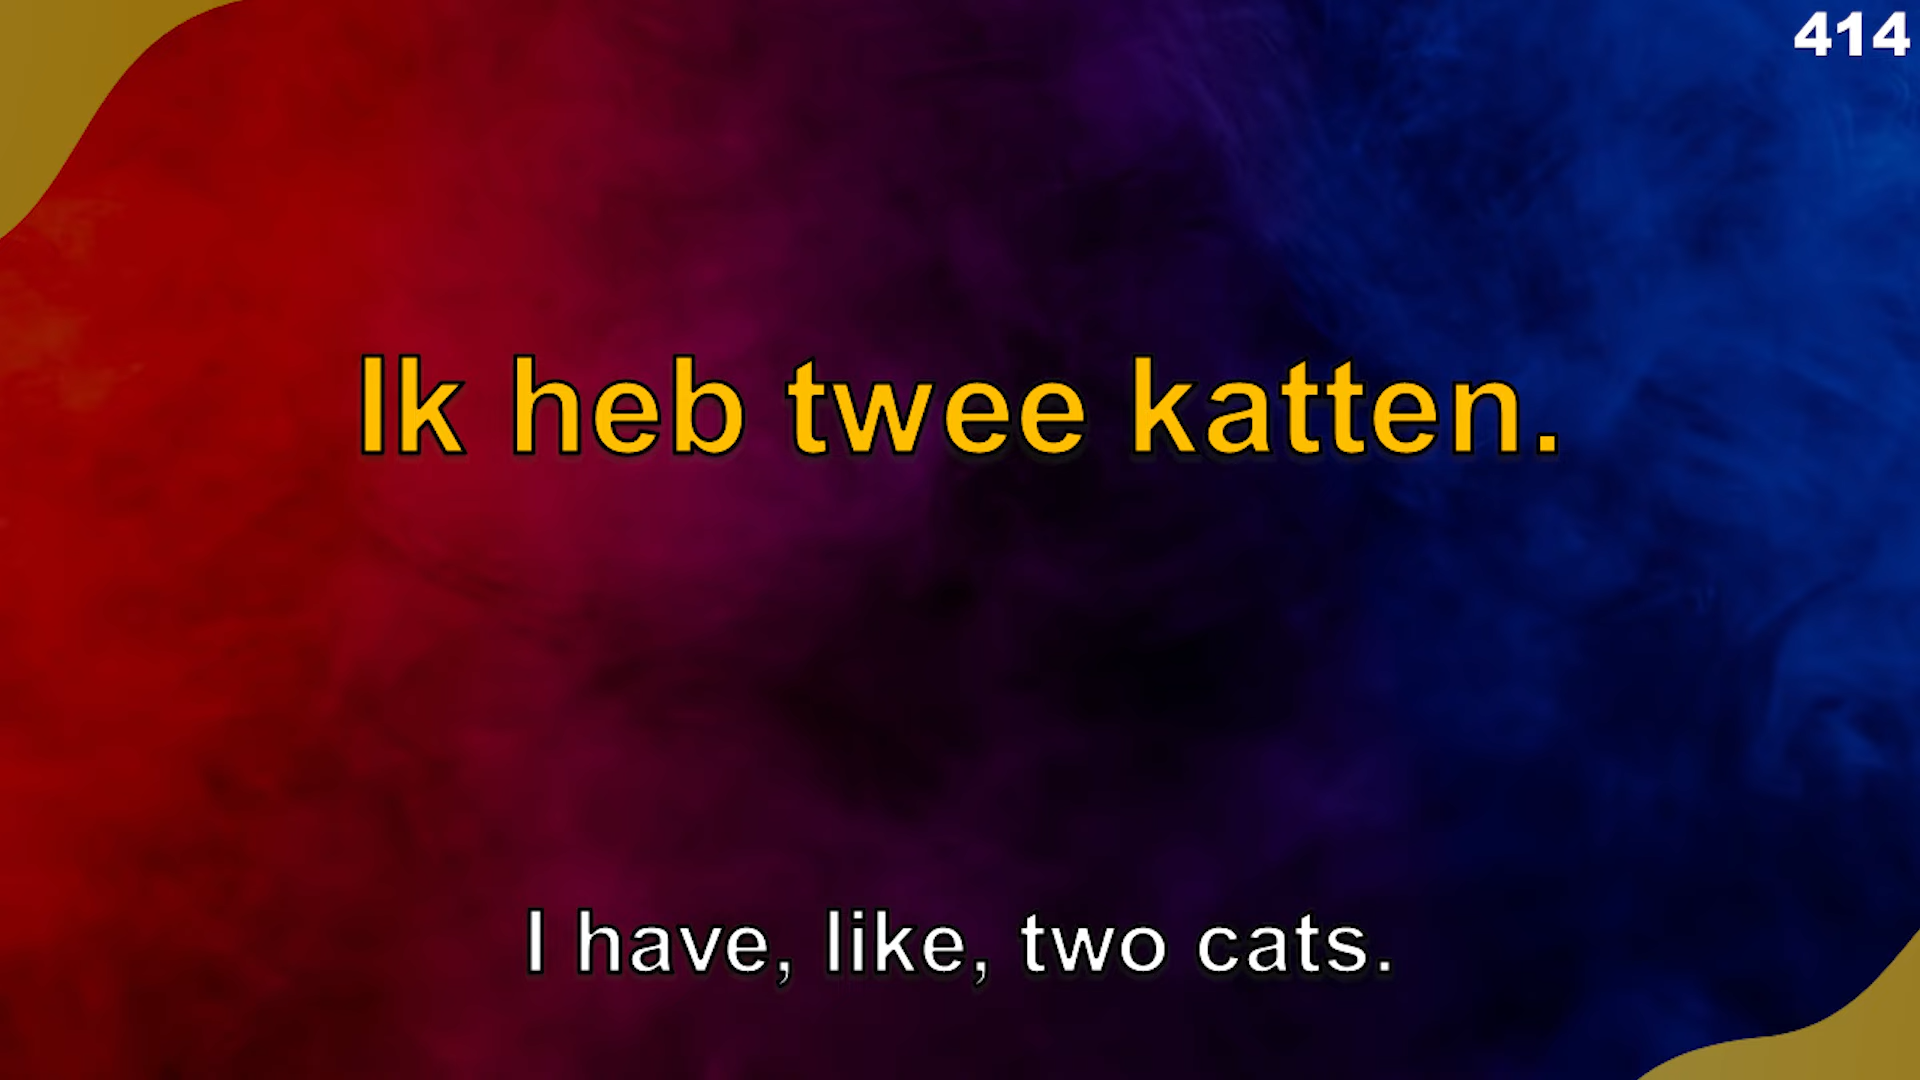 414
Ik heb twee katten.
I have, like, two cats.